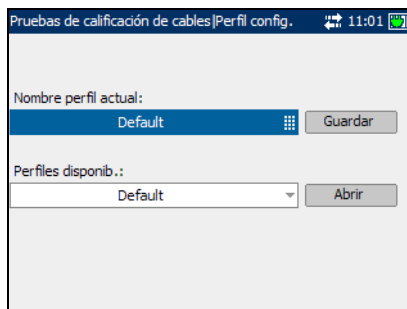 Pruebas de calificación de cables|Perfil config. 11:01
Nombre perfil actual:
Default Guardar
Perfiles disponib.:
Default Abrir